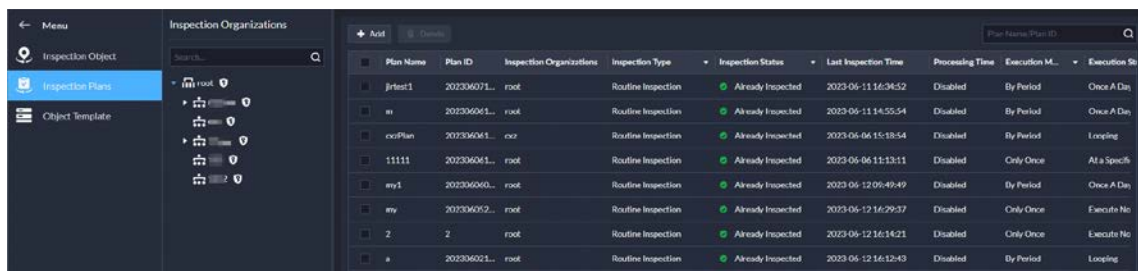 Menu
Inspection Object
Inspection Plans
Object Template
Inspection Organizations
Search...
root
Add Delete
Plan Name/Plan ID
Plan Name Plan ID Inspection Organizations Inspection Type Inspection Status Last Inspection Time Processing Time Execution M... Execution St
jlrtest1 202306071... root Routine Inspection Already Inspected 2023-06-11 16:34:52 Disabled By Period Once A Day
m 202306061... root Routine Inspection Already Inspected 2023-06-11 14:55:54 Disabled By Period Once A Day
cxzPlan 202306061... cxz Routine Inspection Already Inspected 2023-06-06 15:18:54 Disabled By Period Looping
11111 202306061... root Routine Inspection Already Inspected 2023-06-06 11:13:11 Disabled Only Once At a Specifi
my1 202306060... root Routine Inspection Already Inspected 2023-06-12 09:49:49 Disabled By Period Once A Day
my 202306052... root Routine Inspection Already Inspected 2023-06-12 16:29:37 Disabled Only Once Execute No
2 2 root Routine Inspection Already Inspected 2023-06-12 16:14:21 Disabled Only Once Execute No
a 202306021... root Routine Inspection Already Inspected 2023-06-12 16:12:43 Disabled By Period Looping